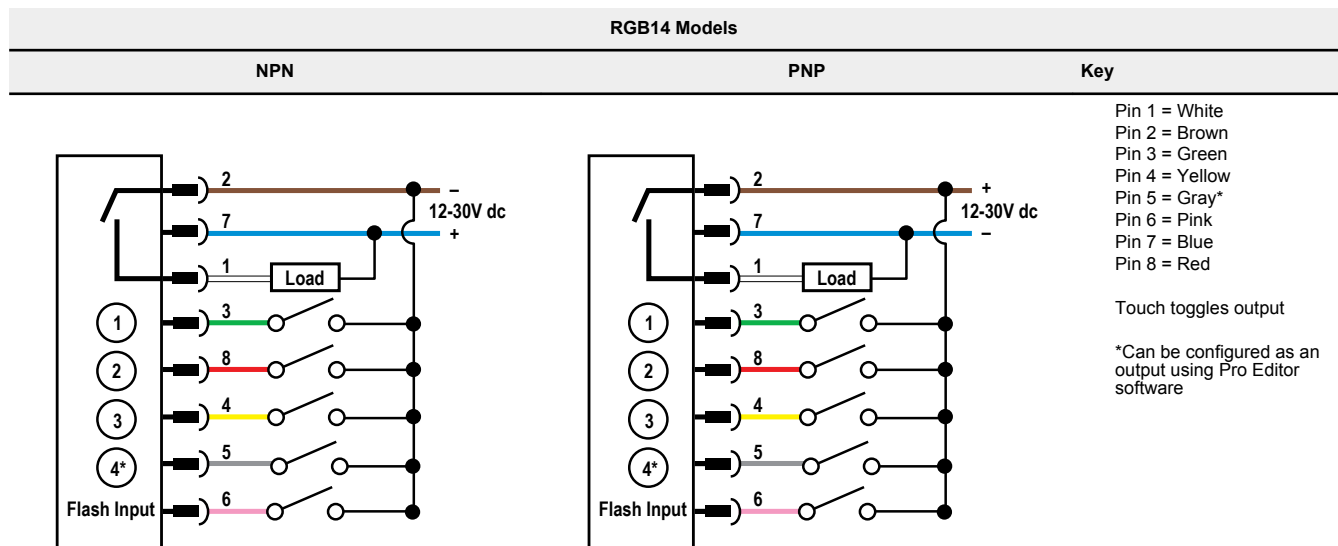 RGB14 Models
NPN
PNP
Key
2
–
12-30V dc
7
+
1
Load
1
3
2
8
3
4
4*
5
Flash Input
6
2
+
12-30V dc
7
–
1
Load
1
3
2
8
3
4
4*
5
Flash Input
6
Pin 1 = White
Pin 2 = Brown
Pin 3 = Green
Pin 4 = Yellow
Pin 5 = Gray*
Pin 6 = Pink
Pin 7 = Blue
Pin 8 = Red
Touch toggles output
*Can be configured as an
output using Pro Editor
software